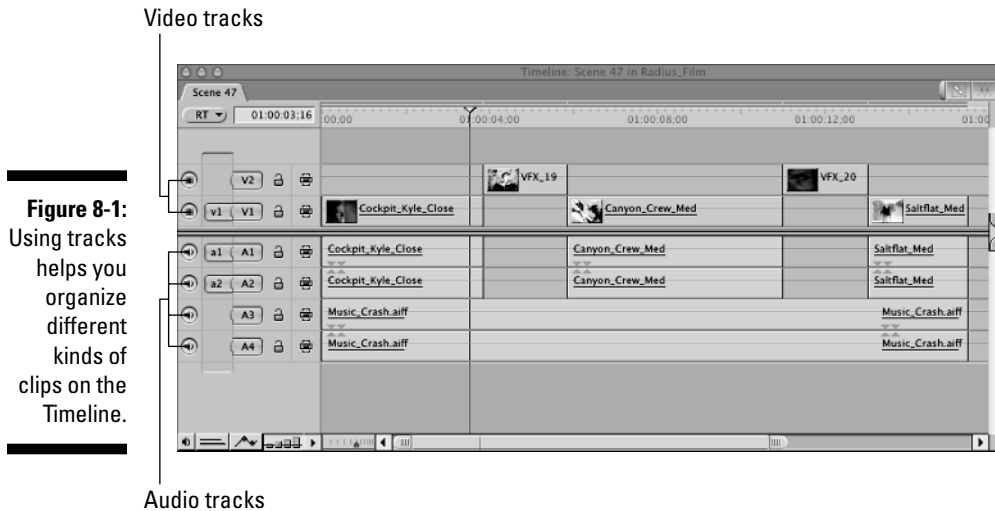 Video tracks
Timeline: Scene 47 in Radius_Film
Scene 47
RT 01:00:03;16 00;00 01:00:04;00 01:00:08;00 01:00:12;00 01:00
V2 VFX_19 VFX_20
v1 V1 Cockpit_Kyle_Close Canyon_Crew_Med Saltflat_Med
a1 A1 Cockpit_Kyle_Close Canyon_Crew_Med Saltflat_Med
a2 A2 Cockpit_Kyle_Close Canyon_Crew_Med Saltflat_Med
A3 Music_Crash.aiff Music_Crash.aiff
A4 Music_Crash.aiff Music_Crash.aiff
Figure 8-1:
Using tracks
helps you
organize
different
kinds of
clips on the
Timeline.
Audio tracks